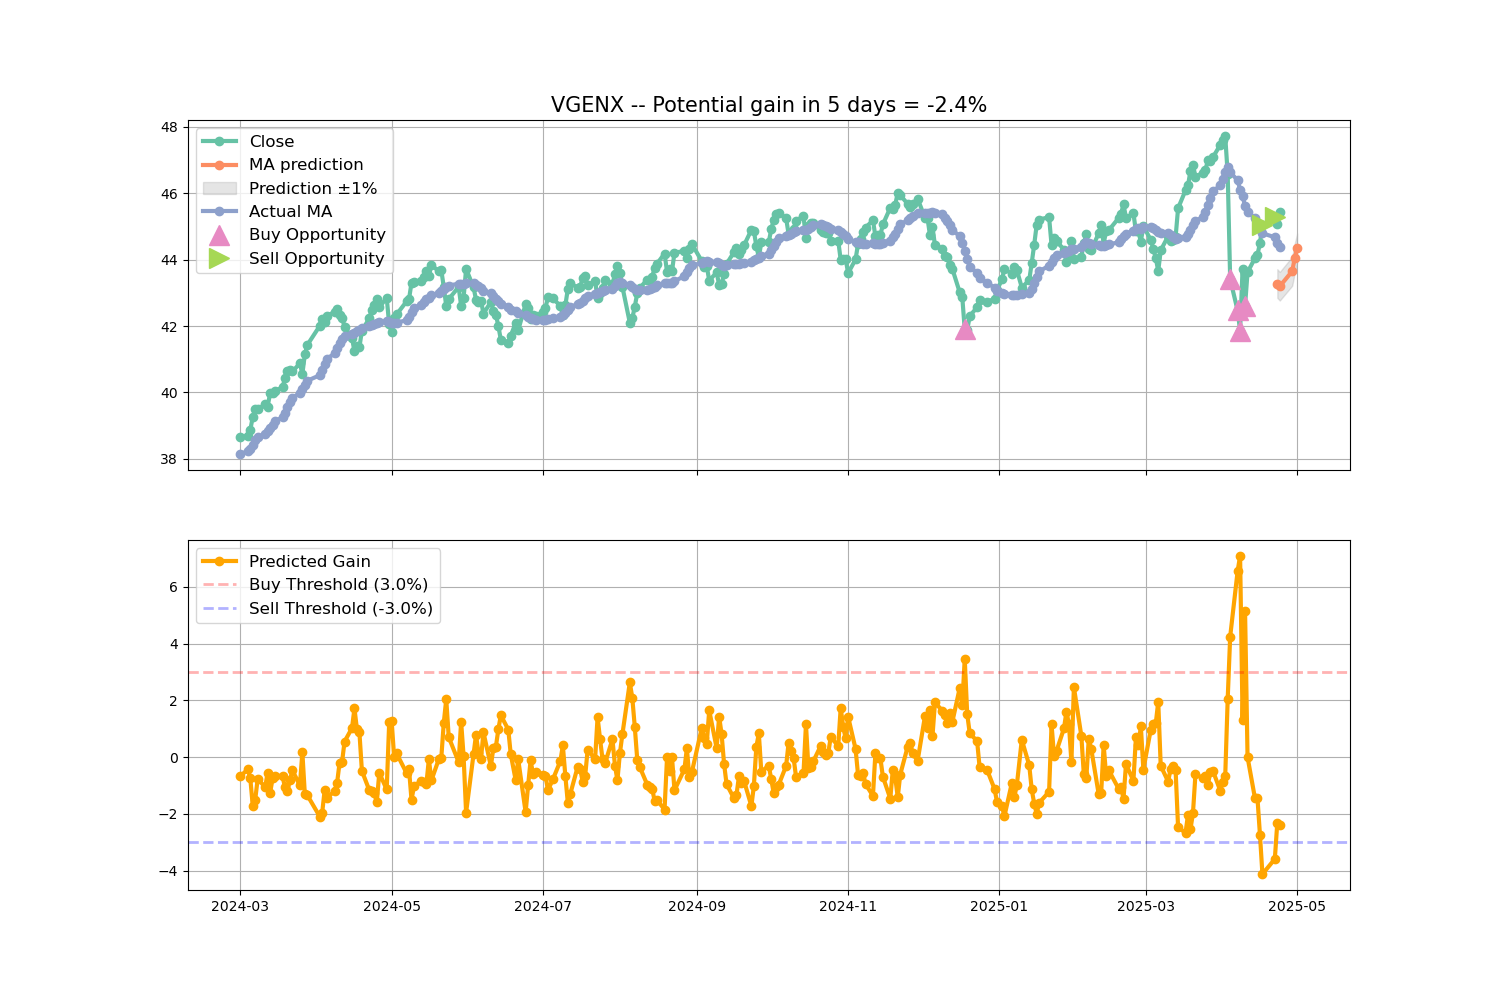 VGENX -- Potential gain in 5 days = -2.4%
48
46
44
42
40
38
Close
MA prediction
Prediction ±1%
Actual MA
Buy Opportunity
Sell Opportunity
6
4
2
0
−2
−4
Predicted Gain
Buy Threshold (3.0%)
Sell Threshold (-3.0%)
2024-03 2024-05 2024-07 2024-09 2024-11 2025-01 2025-03 2025-05